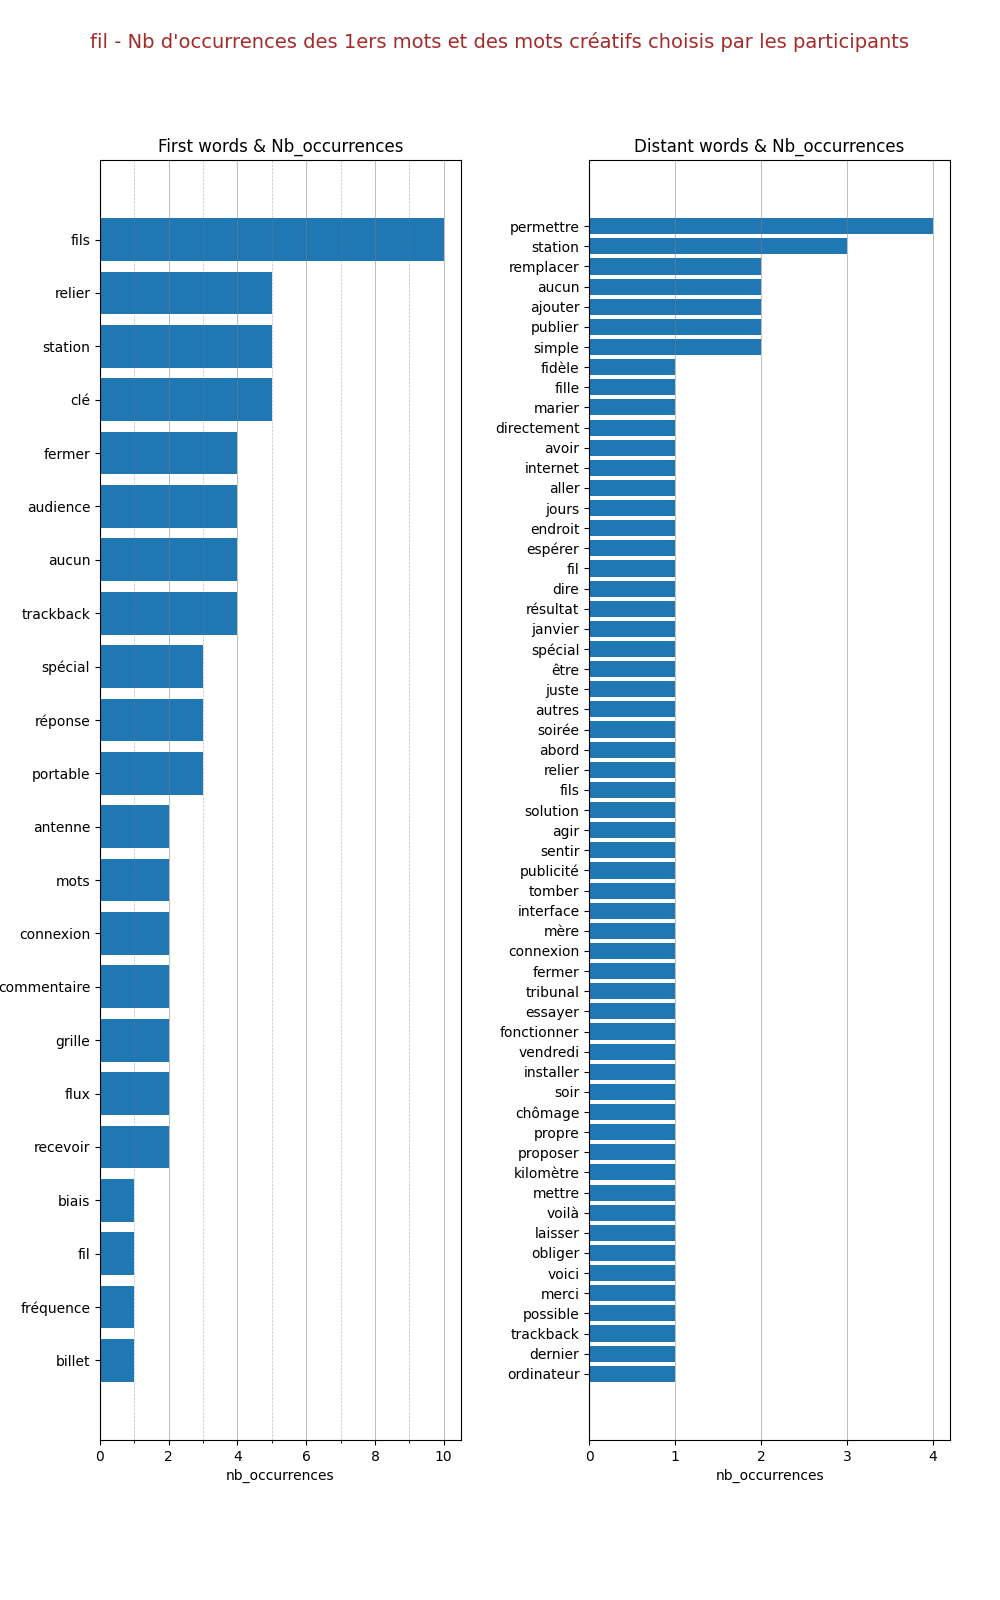 fil - Nb d'occurrences des 1ers mots et des mots créatifs choisis par les participants
First words & Nb_occurrences
fils
relier
station
clé
fermer
audience
aucun
trackback
spécial
réponse
portable
antenne
mots
connexion
commentaire
grille
flux
recevoir
biais
fil
fréquence
billet
0 2 4 6 8 10
nb_occurrences
Distant words & Nb_occurrences
permettre
station
remplacer
aucun
ajouter
publier
simple
fidèle
fille
marier
directement
avoir
internet
aller
jours
endroit
espérer
fil
dire
résultat
janvier
spécial
être
juste
autres
soirée
abord
relier
fils
solution
agir
sentir
publicité
tomber
interface
mère
connexion
fermer
tribunal
essayer
fonctionner
vendredi
installer
soir
chômage
propre
proposer
kilomètre
mettre
voilà
laisser
obliger
voici
merci
possible
trackback
dernier
ordinateur
0 1 2 3 4
nb_occurrences